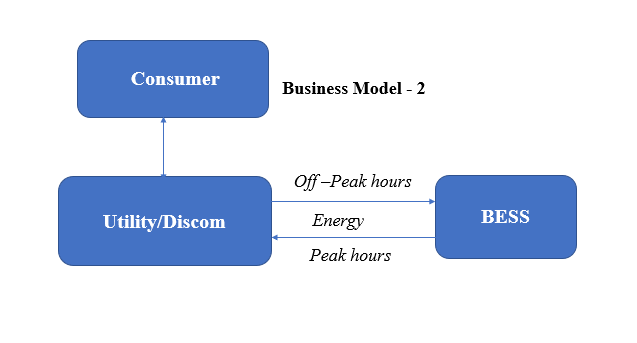 Consumer
Business Model - 2
Off –Peak hours
Utility/Discom
Energy
BESS
Peak hours